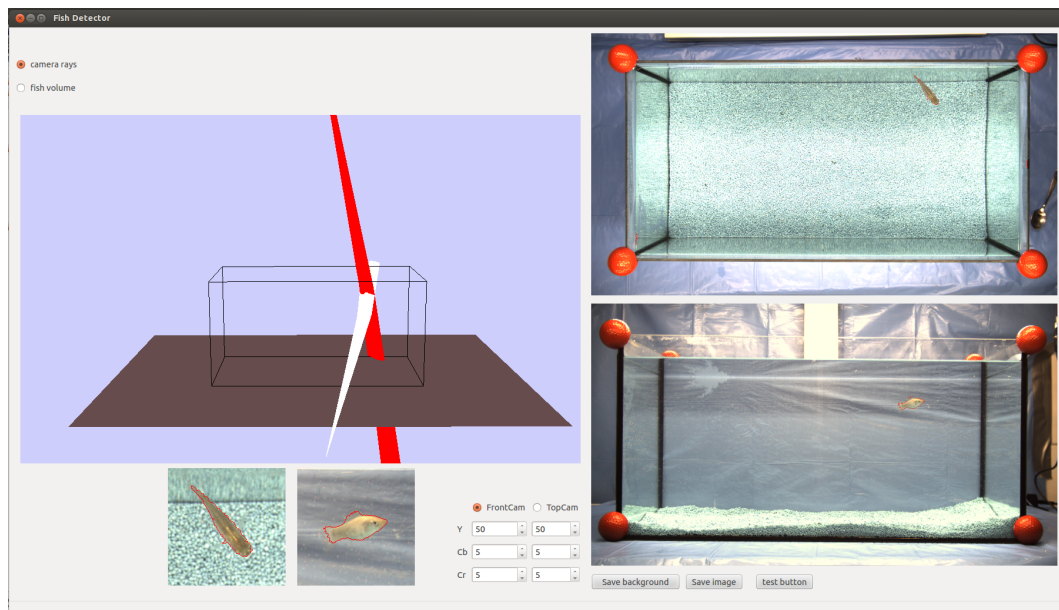 Fish Detector
camera rays
fish volume
FrontCam TopCam
Y 50 50
Cb 5 5
Cr 5 5
Save background Save image test button